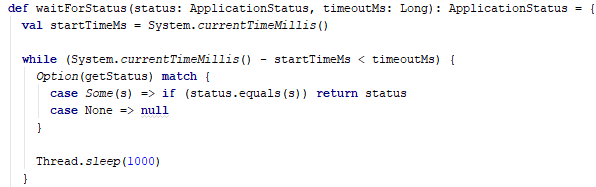 def waitForStatus(status: ApplicationStatus, timeoutMs: Long): ApplicationStatus = {
  val startTimeMs = System.currentTimeMillis()

  while (System.currentTimeMillis() - startTimeMs < timeoutMs) {
    Option(getStatus) match {
      case Some(s) => if (status.equals(s)) return status
      case None => null
    }

    Thread.sleep(1000)
  }